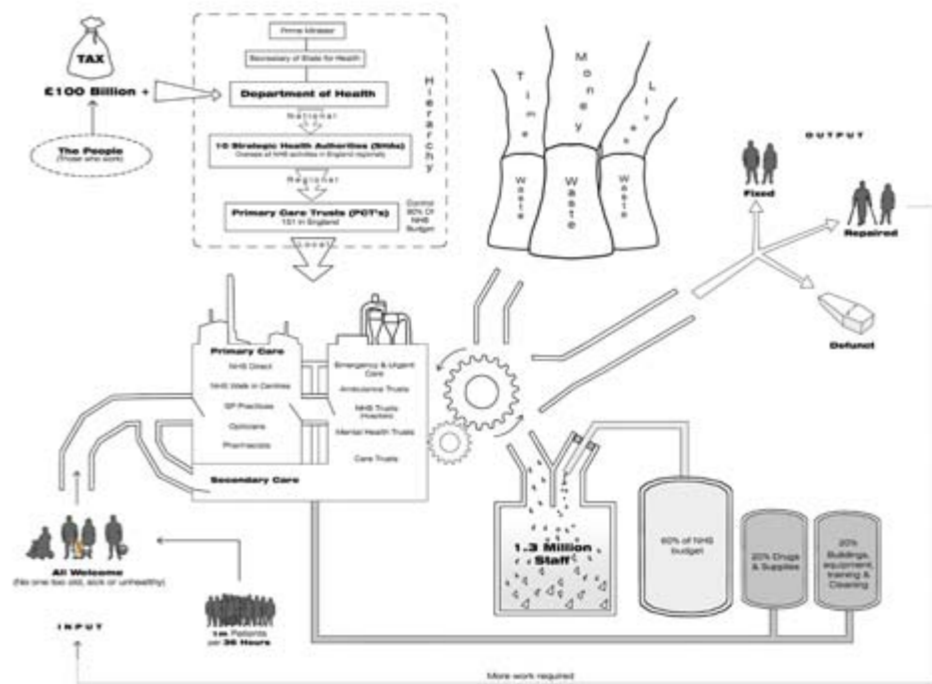 TAX
£100 Billion +
The People
(Those who work)
Prime Minister
Secretary of State for Health
Department of Health
National
10 Strategic Health Authorities (SHAs)
Oversee all NHS activities in England regionally
Regional
Primary Care Trusts (PCT's)
151 in England
Control
80% Of
NHS
Budget
Local
Hierarchy
Time
Money
Lives
Waste
Waste
Waste
OUTPUT
Fixed
Repaired
Defunct
Primary Care
NHS Direct
NHS Walk in Centres
GP Practices
Opticians
Pharmacists
Emergency & Urgent
Care
Ambulance Trusts
NHS Trusts
(Hospitals)
Mental Health Trusts
Care Trusts
Secondary Care
1.3 Million
Staff
60% of NHS
budget
20% Drugs
& Supplies
20%
Buildings,
equipment,
training &
Cleaning
All Welcome
(No one too old, sick or unhealthy)
INPUT
1m Patients
per 36 Hours
More work required